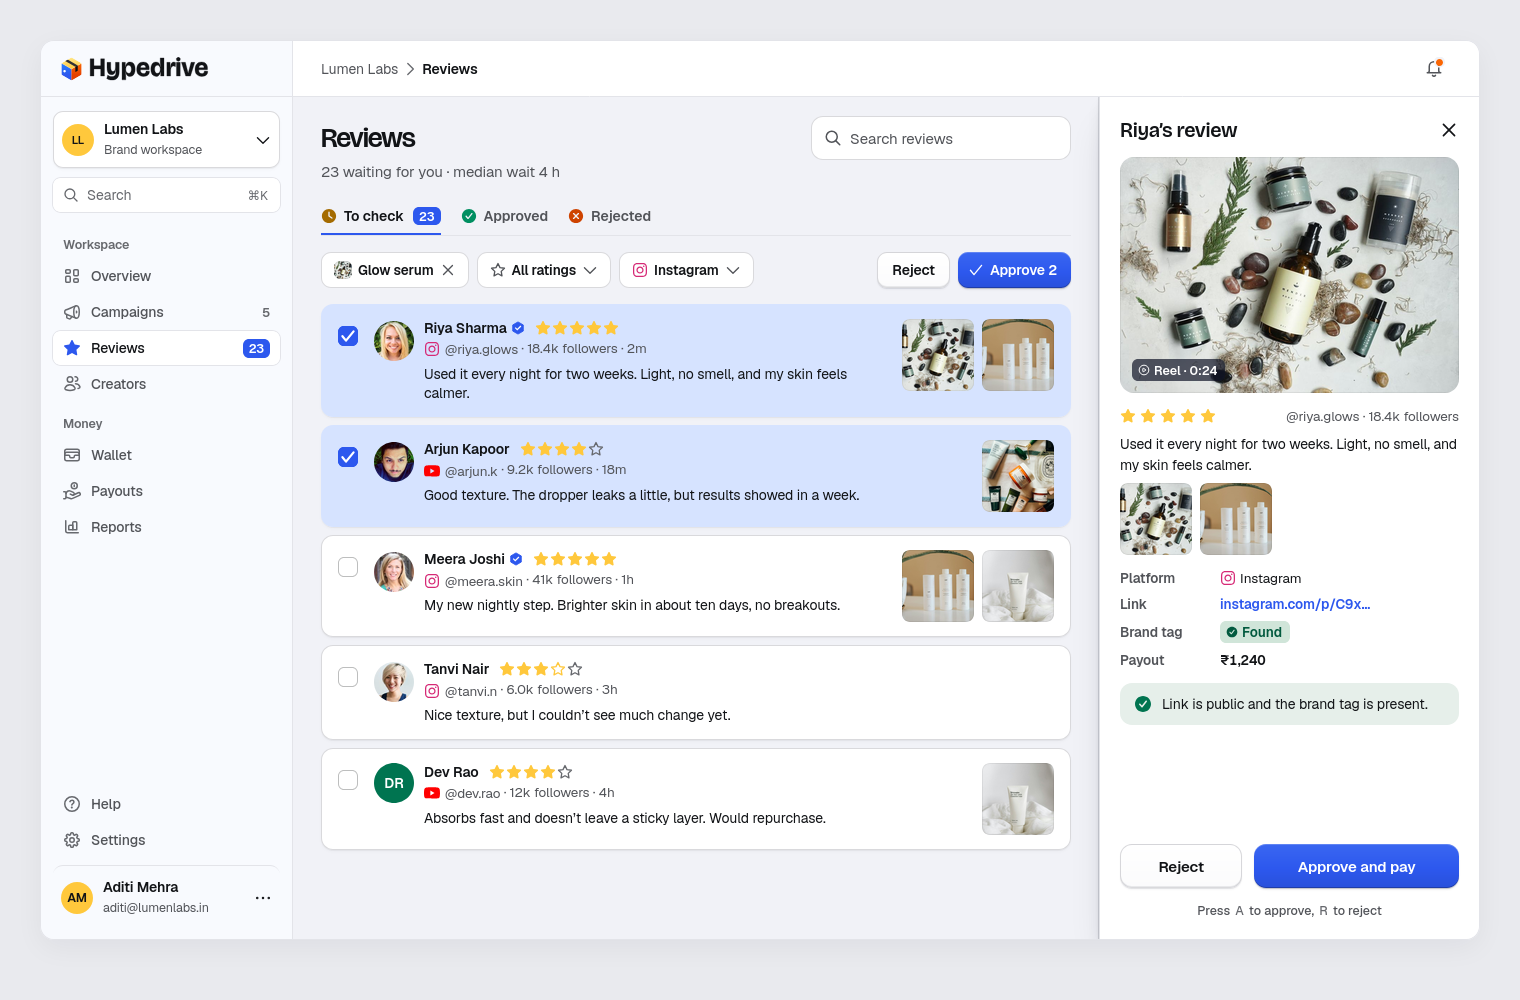 Hypedrive
Lumen Labs
Reviews
LL
Lumen Labs
Brand workspace
Search
⌘K
Workspace
Overview
Campaigns
5
Reviews
23
Creators
Money
Wallet
Payouts
Reports
Help
Settings
AM
Aditi Mehra
aditi@lumenlabs.in
Reviews
23 waiting for you · median wait 4 h
Search reviews
To check
23
Approved
Rejected
Glow serum
All ratings
Instagram
Reject
Approve 2
Riya Sharma
@riya.glows · 18.4k followers · 2m
Used it every night for two weeks. Light, no smell, and my skin feels
calmer.
Arjun Kapoor
@arjun.k · 9.2k followers · 18m
Good texture. The dropper leaks a little, but results showed in a week.
Meera Joshi
@meera.skin · 41k followers · 1h
My new nightly step. Brighter skin in about ten days, no breakouts.
Tanvi Nair
@tanvi.n · 6.0k followers · 3h
Nice texture, but I couldn’t see much change yet.
DR
Dev Rao
@dev.rao · 12k followers · 4h
Absorbs fast and doesn’t leave a sticky layer. Would repurchase.
Riya’s review
Reel · 0:24
@riya.glows · 18.4k followers
Used it every night for two weeks. Light, no smell, and
my skin feels calmer.
Platform
Instagram
Link
instagram.com/p/C9x...
Brand tag
Found
Payout
₹1,240
Link is public and the brand tag is present.
Reject
Approve and pay
Press A to approve, R to reject